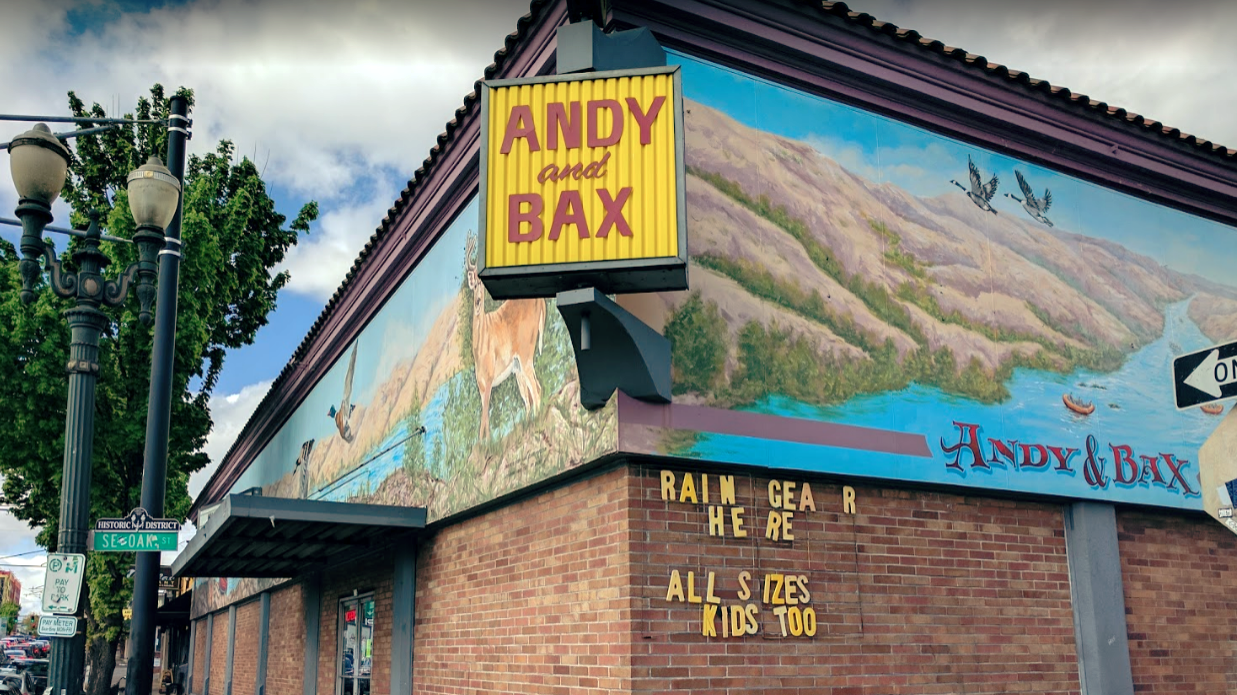 ANDY
and
BAX
ANDY & BAX
RAIN GEAR
HERE
ALL SIZES
KIDS TOO
HISTORIC DISTRICT
SE OAK ST
PAY
TO
PARK
PAY METER